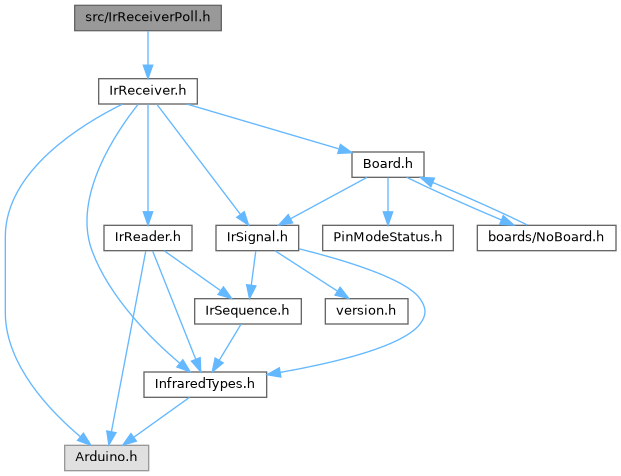 src/IrReceiverPoll.h
IrReceiver.h
Board.h
IrReader.h
IrSignal.h
PinModeStatus.h
boards/NoBoard.h
IrSequence.h
version.h
InfraredTypes.h
Arduino.h